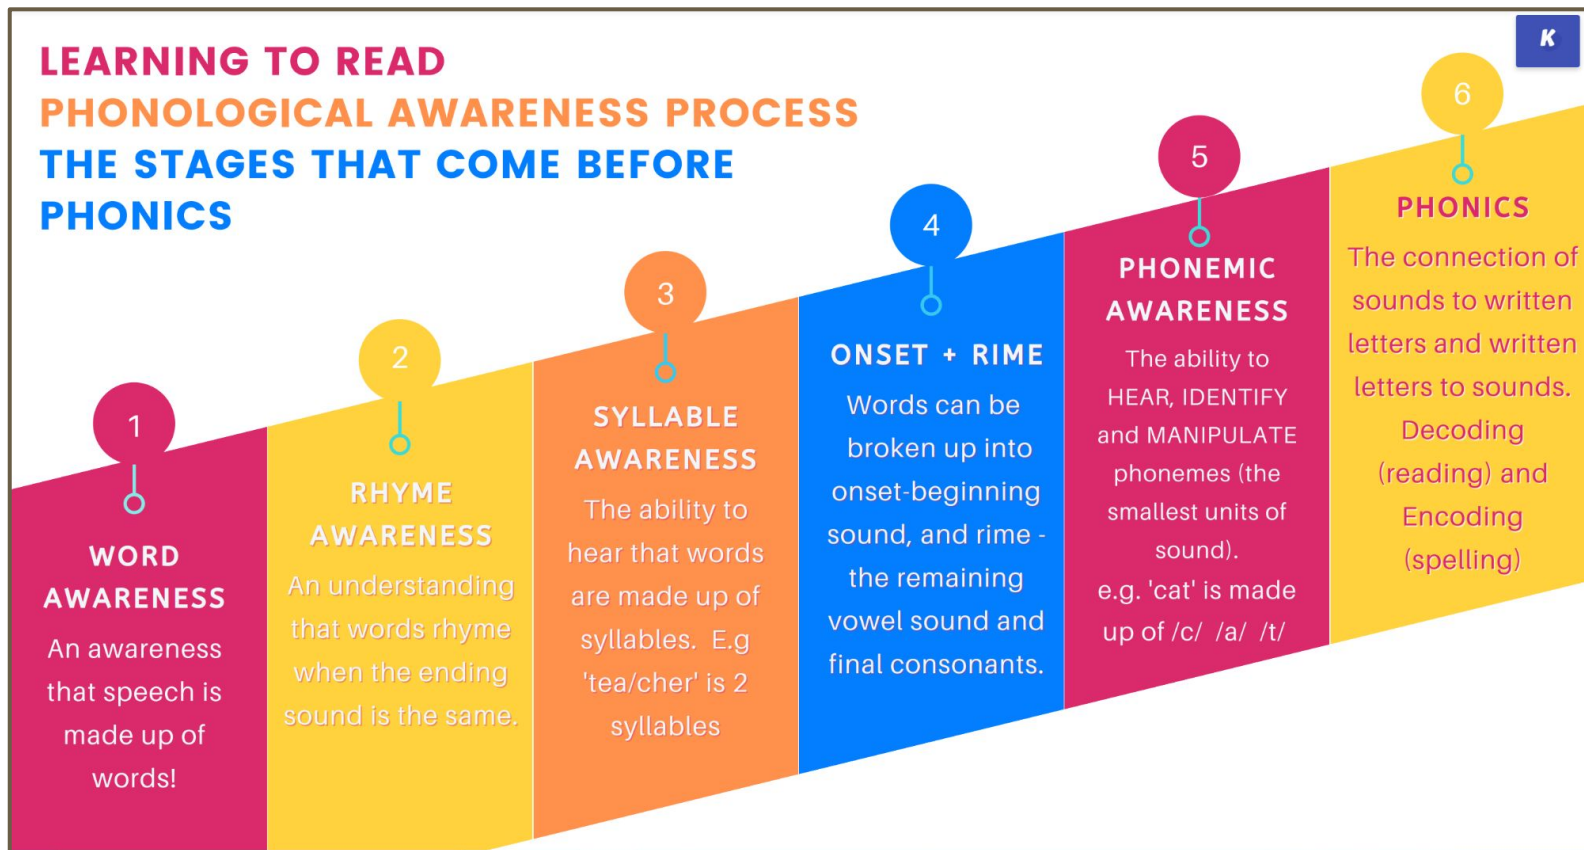 LEARNING TO READ
PHONOLOGICAL AWARENESS PROCESS
THE STAGES THAT COME BEFORE
PHONICS
K
1
WORD
AWARENESS
An awareness
that speech is
made up of
words!
2
RHYME
AWARENESS
An understanding
that words rhyme
when the ending
sound is the same.
3
SYLLABLE
AWARENESS
The ability to
hear that words
are made up of
syllables. E.g
'tea/cher' is 2
syllables
4
ONSET + RIME
Words can be
broken up into
onset-beginning
sound, and rime -
the remaining
vowel sound and
final consonants.
5
PHONEMIC
AWARENESS
The ability to
HEAR, IDENTIFY
and MANIPULATE
phonemes (the
smallest units of
sound).
e.g. 'cat' is made
up of /c/ /a/ /t/
6
PHONICS
The connection of
sounds to written
letters and written
letters to sounds.
Decoding
(reading) and
Encoding
(spelling)